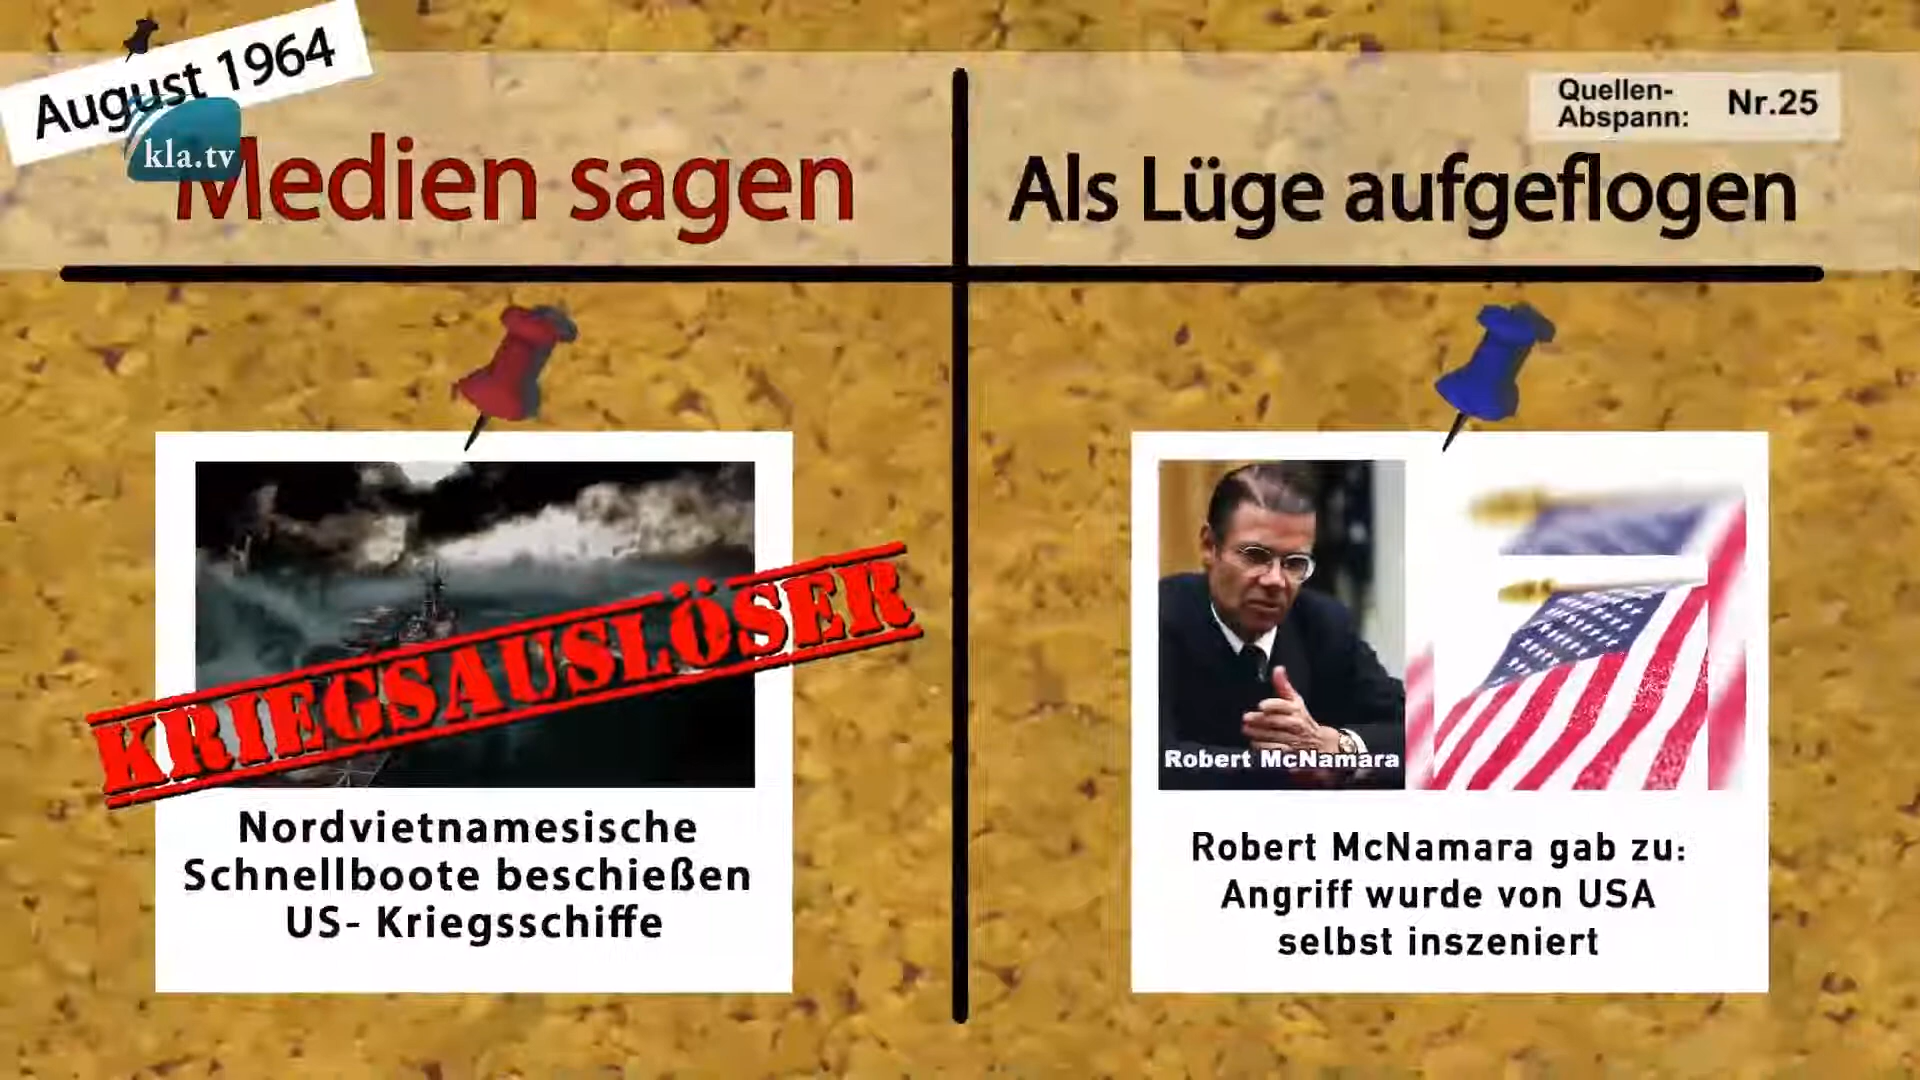 August 1964
kla.tv
Medien sagen
Quellen-
Abspann: Nr.25
Als Lüge aufgeflogen
KRIEGSAUSLÖSER
Nordvietnamesische
Schnellboote beschießen
US- Kriegsschiffe
Robert McNamara
Robert McNamara gab zu:
Angriff wurde von USA
selbst inszeniert